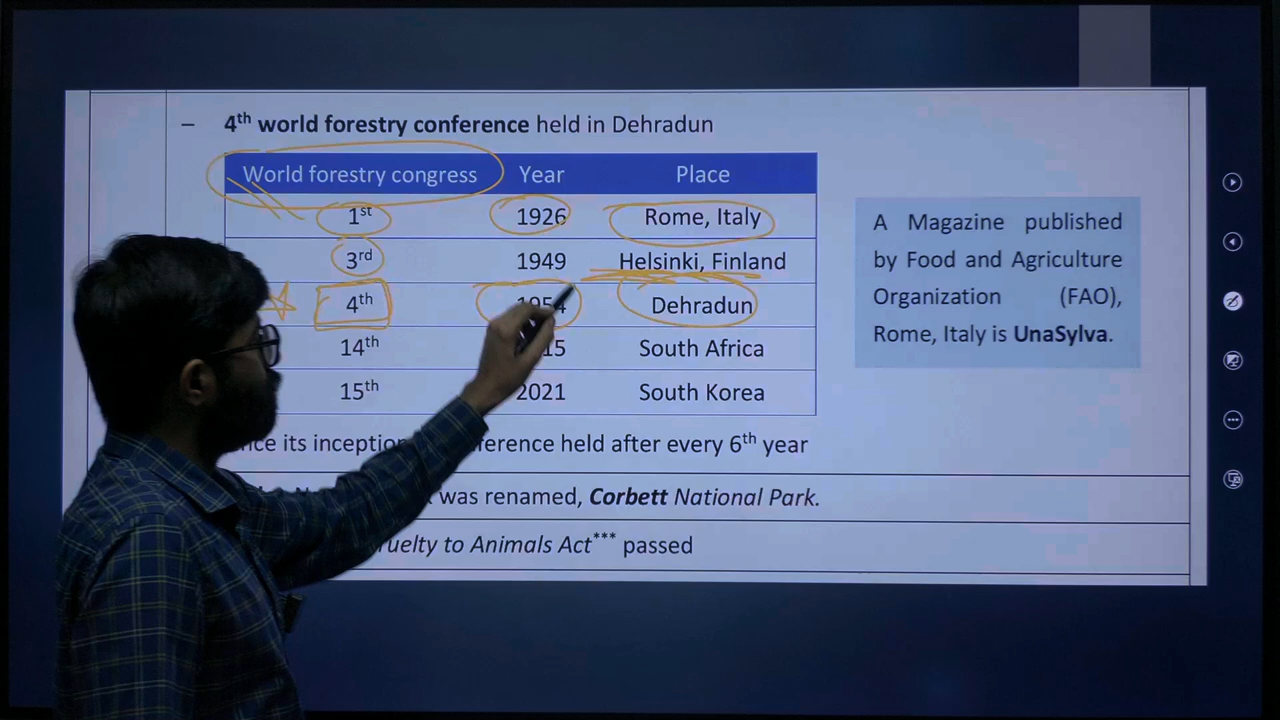 – 4th world forestry conference held in Dehradun
World forestry congress Year Place
1st 1926 Rome, Italy
3rd 1949 Helsinki, Finland
4th 1954 Dehradun
14th 15 South Africa
15th 2021 South Korea
its inception ference held after every 6th year
was renamed, Corbett National Park.
ruelty to Animals Act*** passed
A Magazine published
by Food and Agriculture
Organization (FAO),
Rome, Italy is UnaSylva.